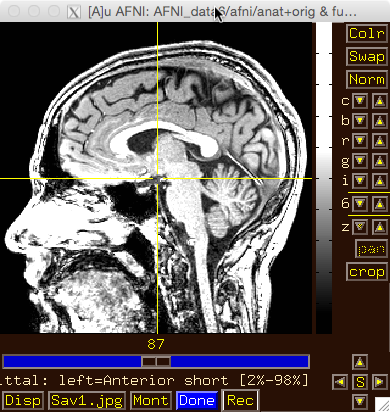 [A]u AFNI: AFNI_data6/afni/anat+orig & fu…
Colr
Swap
Norm
c
b
r
g
i
6
z
pan
crop
87
ittal: left=Anterior short [2%-98%]
S
Disp Sav1.jpg Mont Done Rec